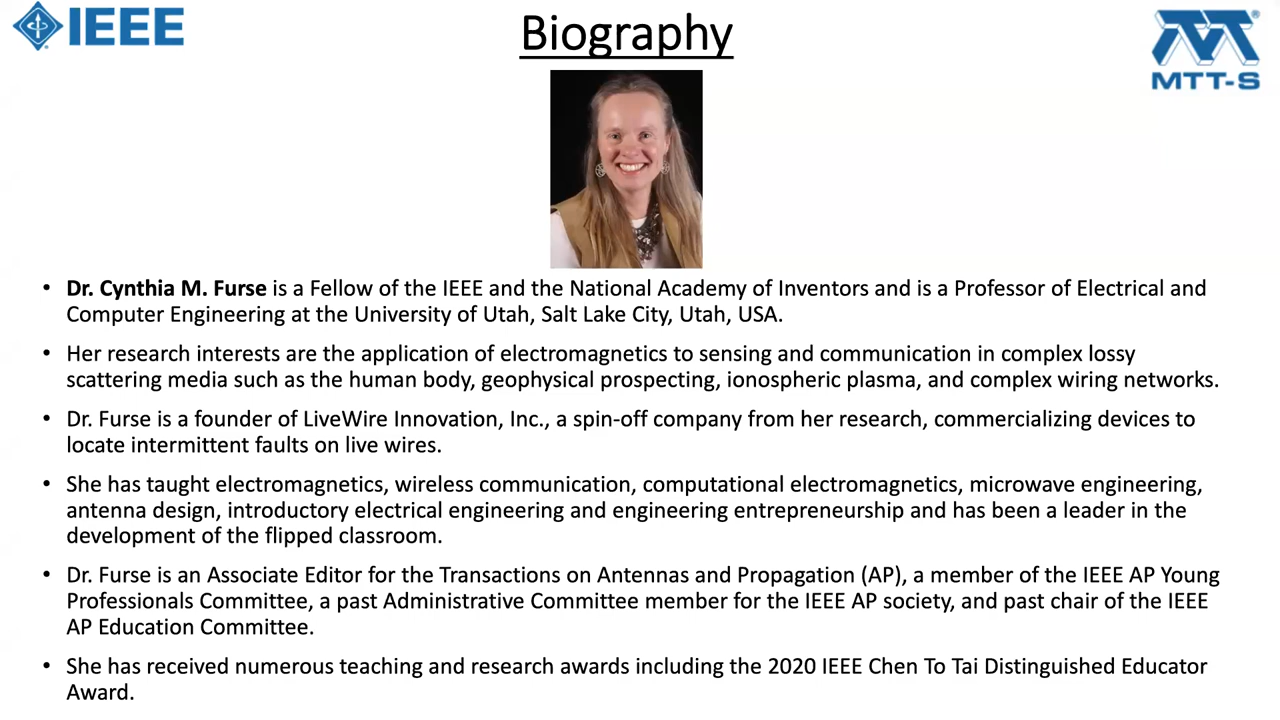 IEEE
Biography
MTT-S
• Dr. Cynthia M. Furse is a Fellow of the IEEE and the National Academy of Inventors and is a Professor of Electrical and
Computer Engineering at the University of Utah, Salt Lake City, Utah, USA.
• Her research interests are the application of electromagnetics to sensing and communication in complex lossy
scattering media such as the human body, geophysical prospecting, ionospheric plasma, and complex wiring networks.
• Dr. Furse is a founder of LiveWire Innovation, Inc., a spin-off company from her research, commercializing devices to
locate intermittent faults on live wires.
• She has taught electromagnetics, wireless communication, computational electromagnetics, microwave engineering,
antenna design, introductory electrical engineering and engineering entrepreneurship and has been a leader in the
development of the flipped classroom.
• Dr. Furse is an Associate Editor for the Transactions on Antennas and Propagation (AP), a member of the IEEE AP Young
Professionals Committee, a past Administrative Committee member for the IEEE AP society, and past chair of the IEEE
AP Education Committee.
• She has received numerous teaching and research awards including the 2020 IEEE Chen To Tai Distinguished Educator
Award.